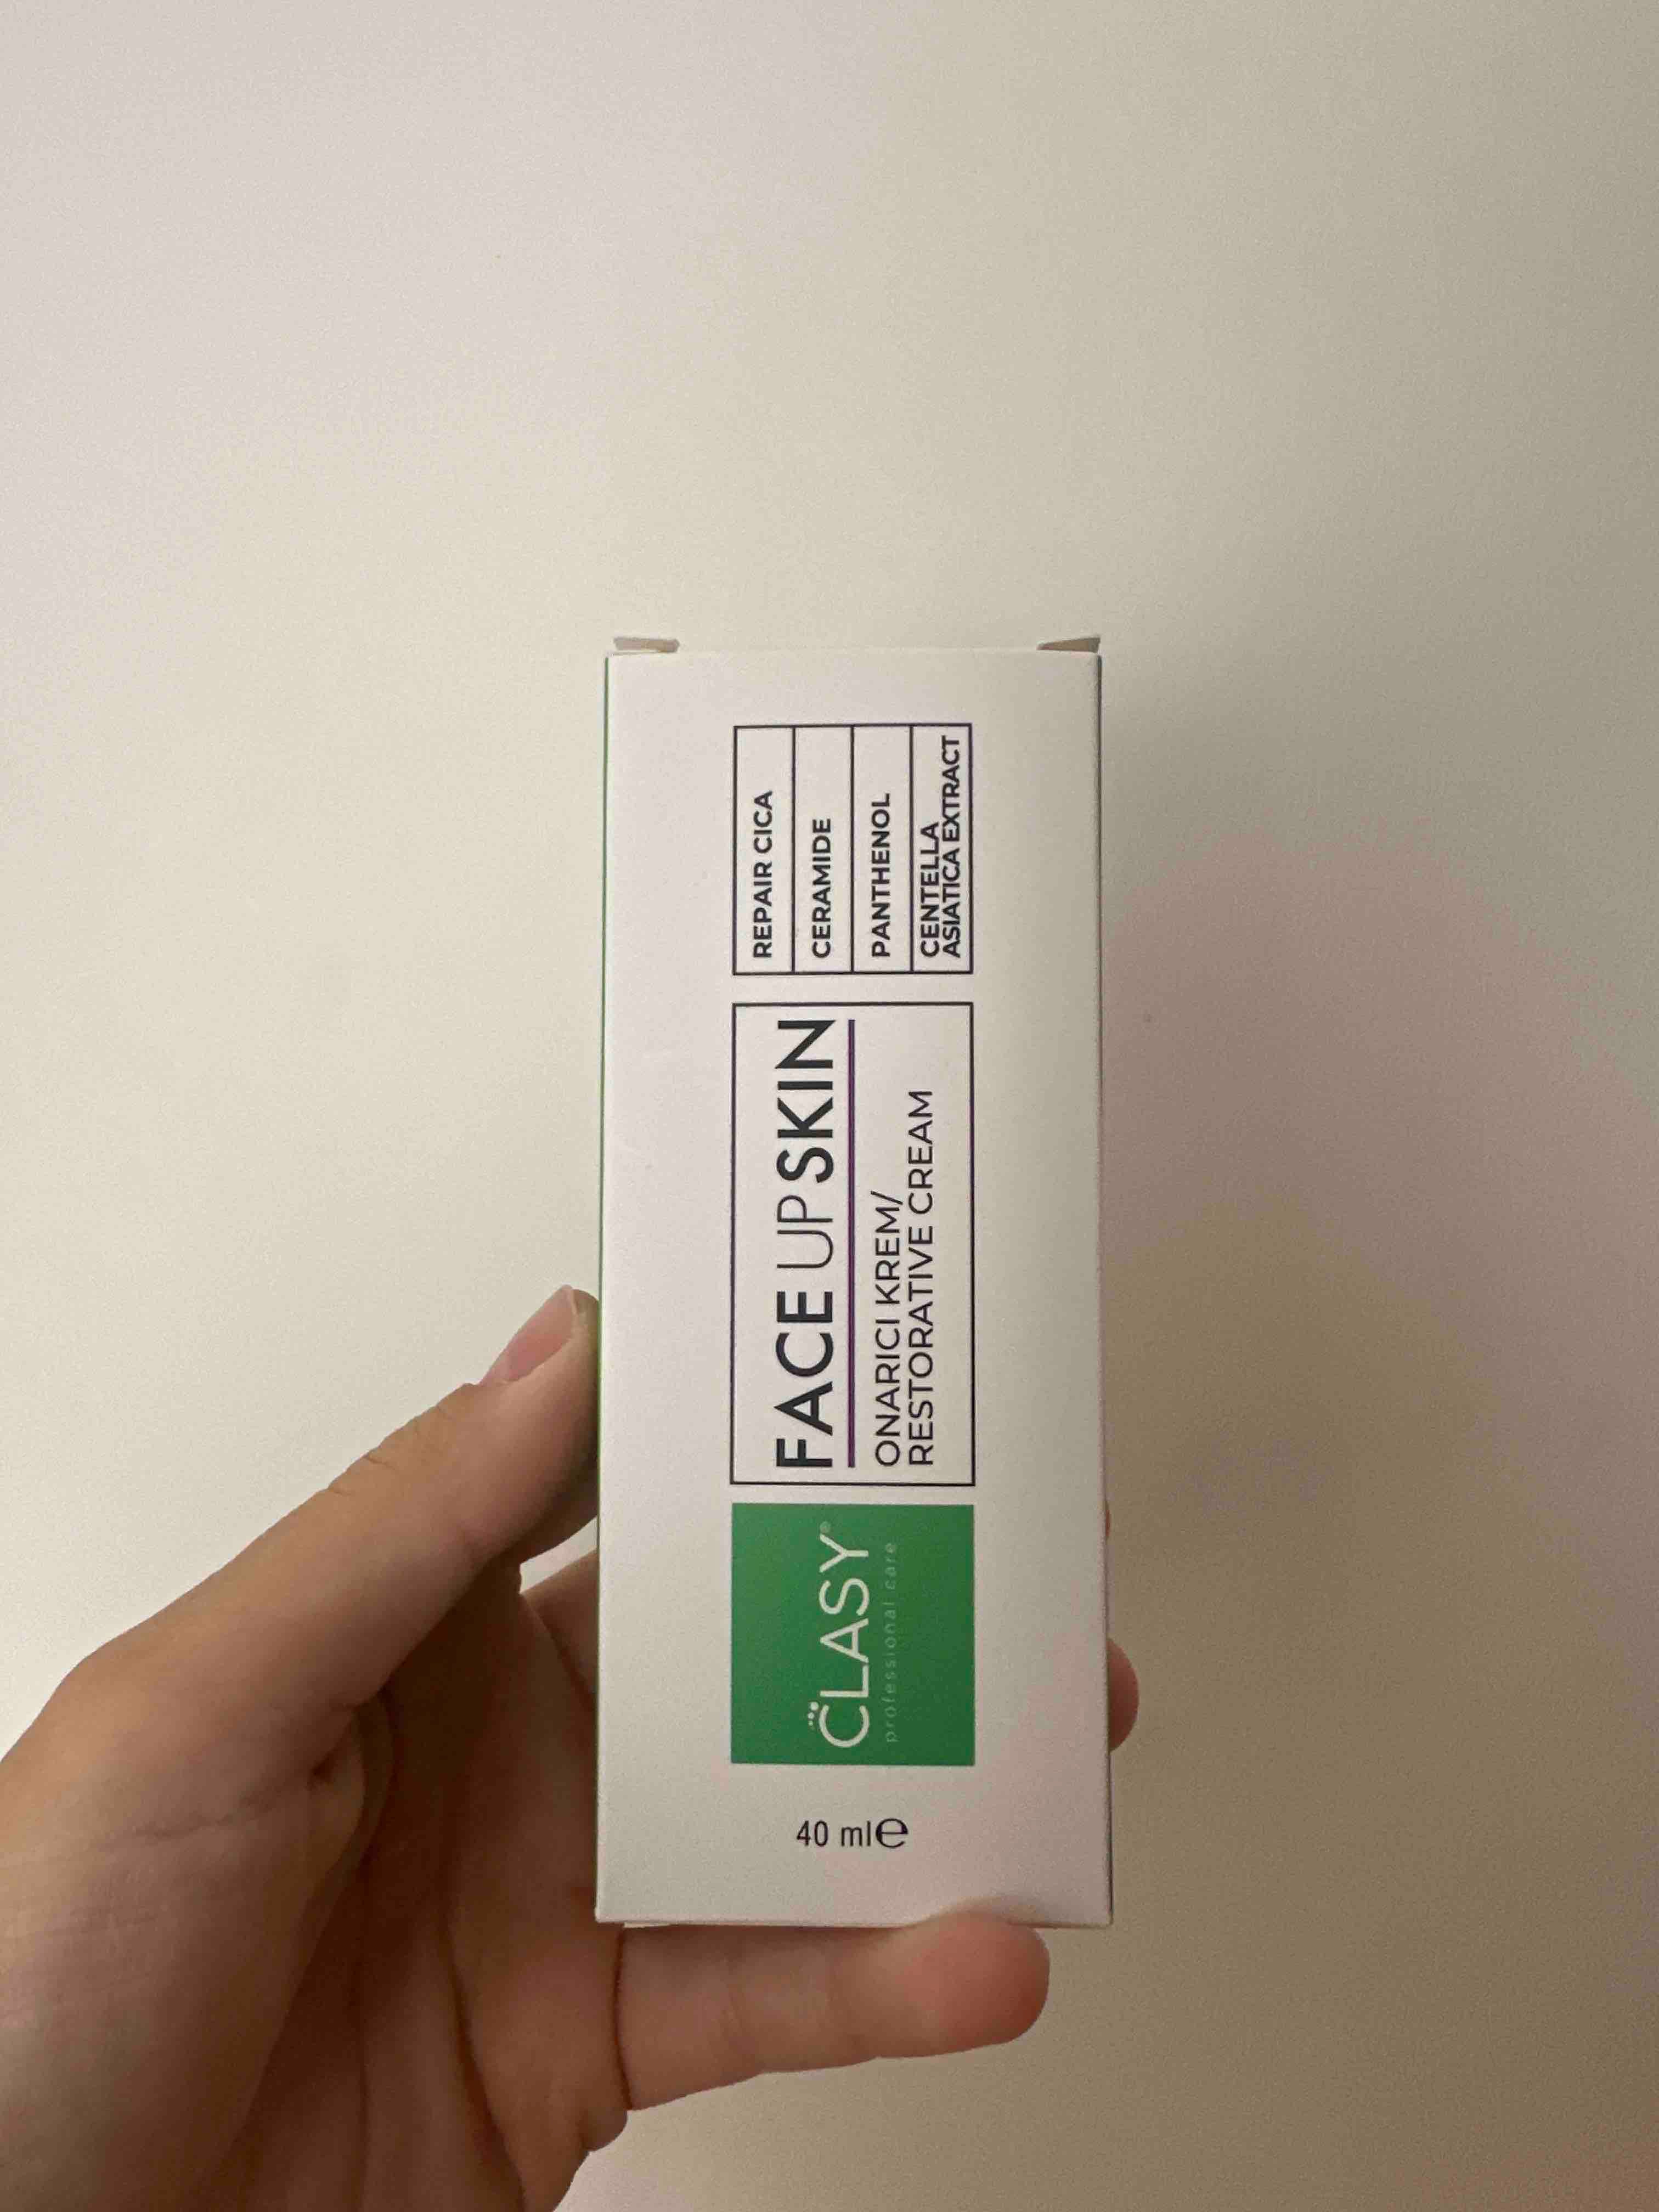 CLASY®
professional care
FACE UP SKIN
ONARICI KREM/
RESTORATIVE CREAM
REPAIR CICA
CERAMIDE
PANTHENOL
CENTELLA
ASIATICA EXTRACT
40 ml℮